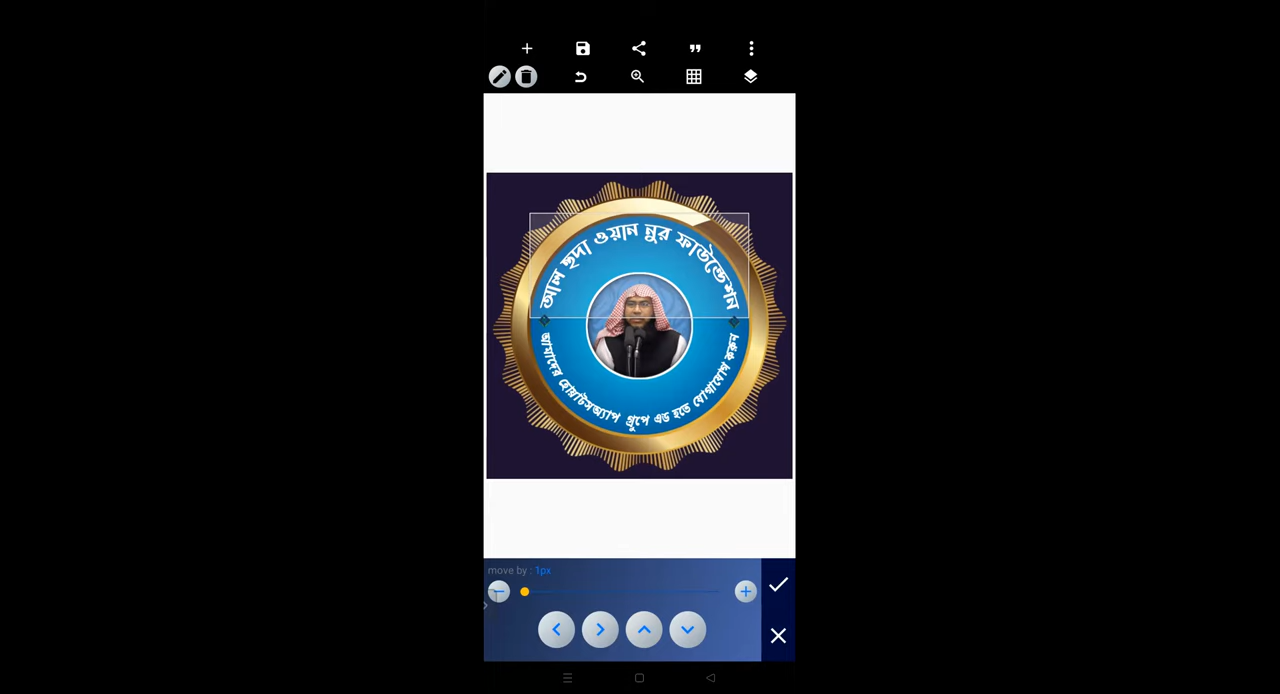 আল হুদা ওয়ান নুর ফাউন্ডেশন
আমাদের হোয়াটসঅ্যাপ গ্রুপে এড হতে যোগাযোগ করুন
move by : 1px